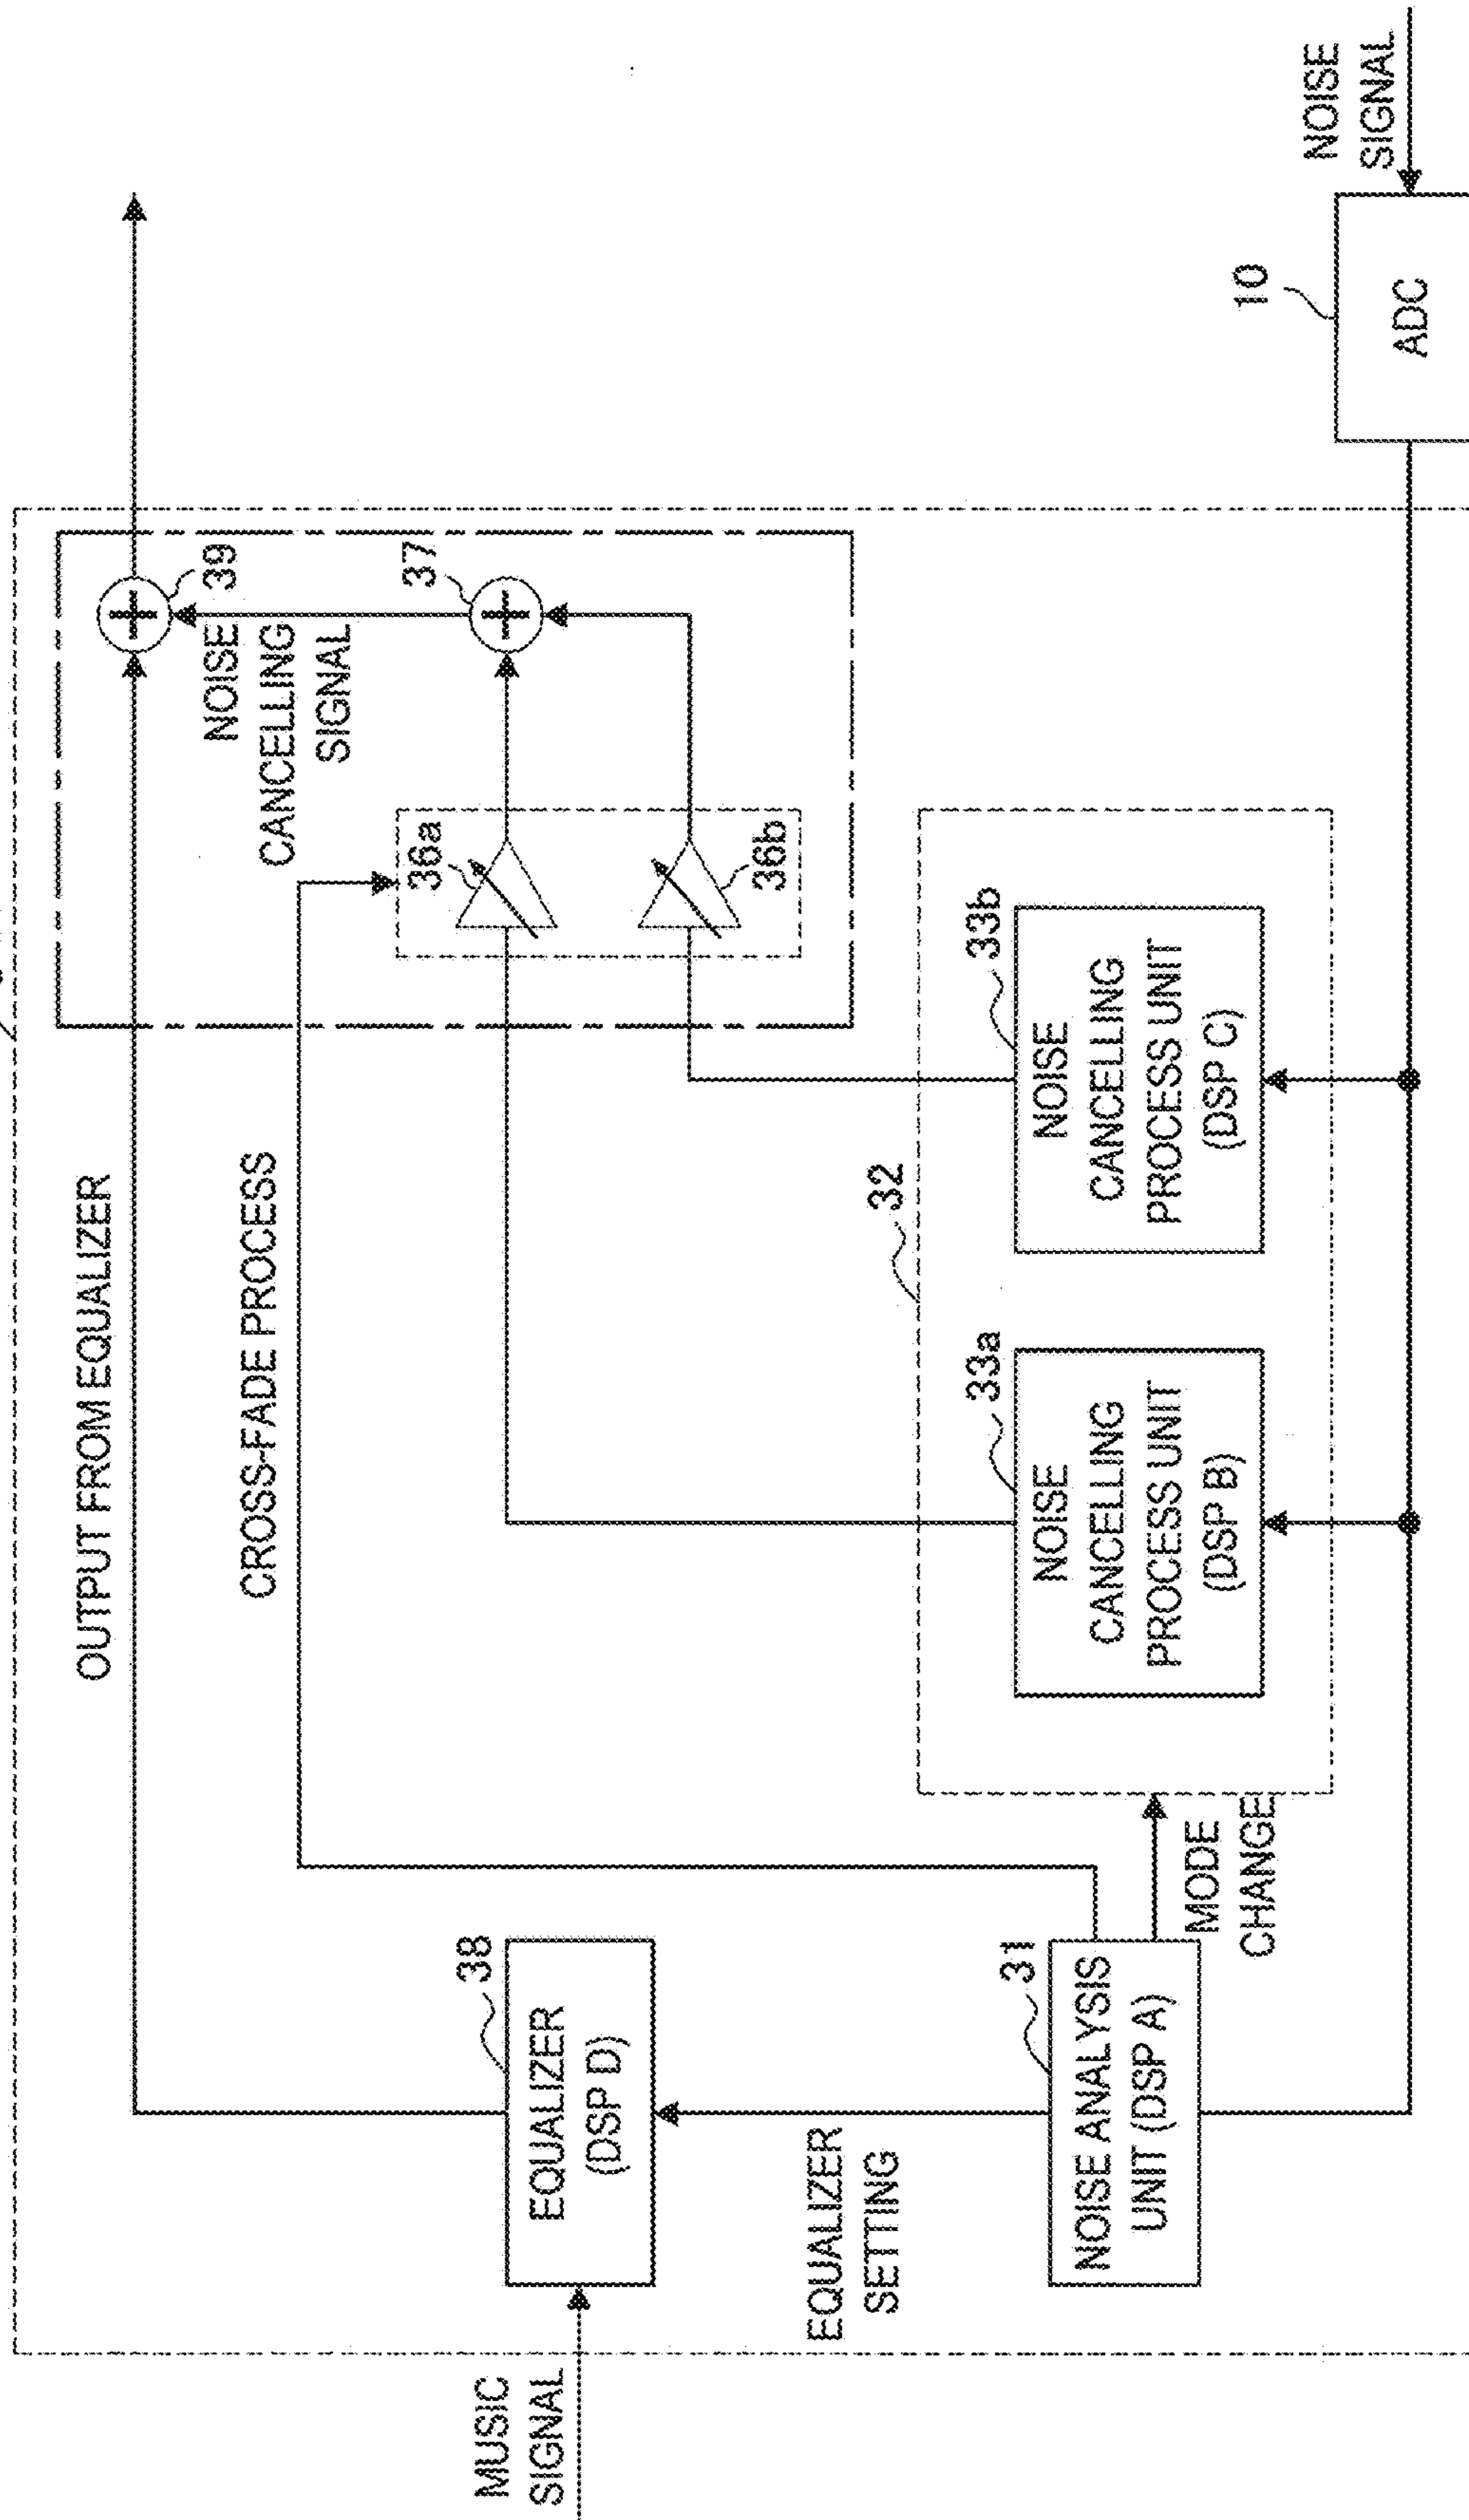 MUSIC
SIGNAL
OUTPUT FROM EQUALIZER
CROSS-FADE PROCESS
38
EQUALIZER
(DSP D)
EQUALIZER
SETTING
31
NOISE ANALYSIS
UNIT (DSP A)
MODE
CHANGE
32
33a
NOISE
CANCELLING
PROCESS UNIT
(DSP B)
33b
NOISE
CANCELLING
PROCESS UNIT
(DSP C)
36a
36b
37
39
NOISE
CANCELLING
SIGNAL
10
ADC
NOISE
SIGNAL